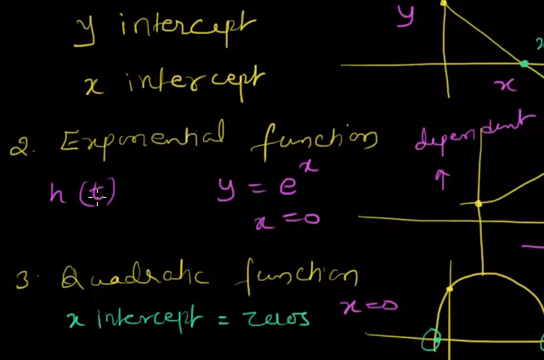 y intercept
y
x intercept
x
2. Exponential function
dependent
h (t)
y = e^x
x = 0
3. Quadratic function
x intercept = zeros
x = 0